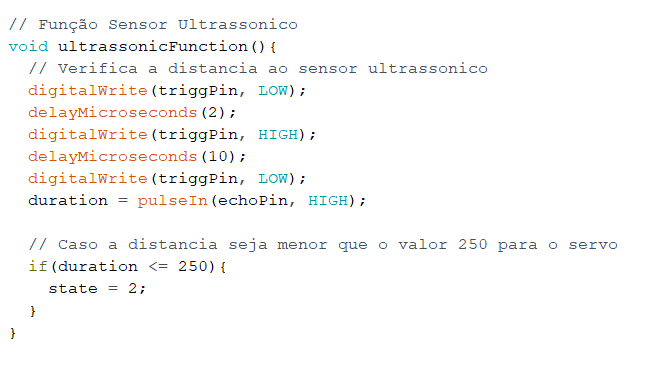 // Função Sensor Ultrassonico
void ultrassonicFunction(){
  // Verifica a distancia ao sensor ultrassonico
  digitalWrite(triggPin, LOW);
  delayMicroseconds(2);
  digitalWrite(triggPin, HIGH);
  delayMicroseconds(10);
  digitalWrite(triggPin, LOW);
  duration = pulseIn(echoPin, HIGH);

  // Caso a distancia seja menor que o valor 250 para o servo
  if(duration <= 250){
    state = 2;
  }
}